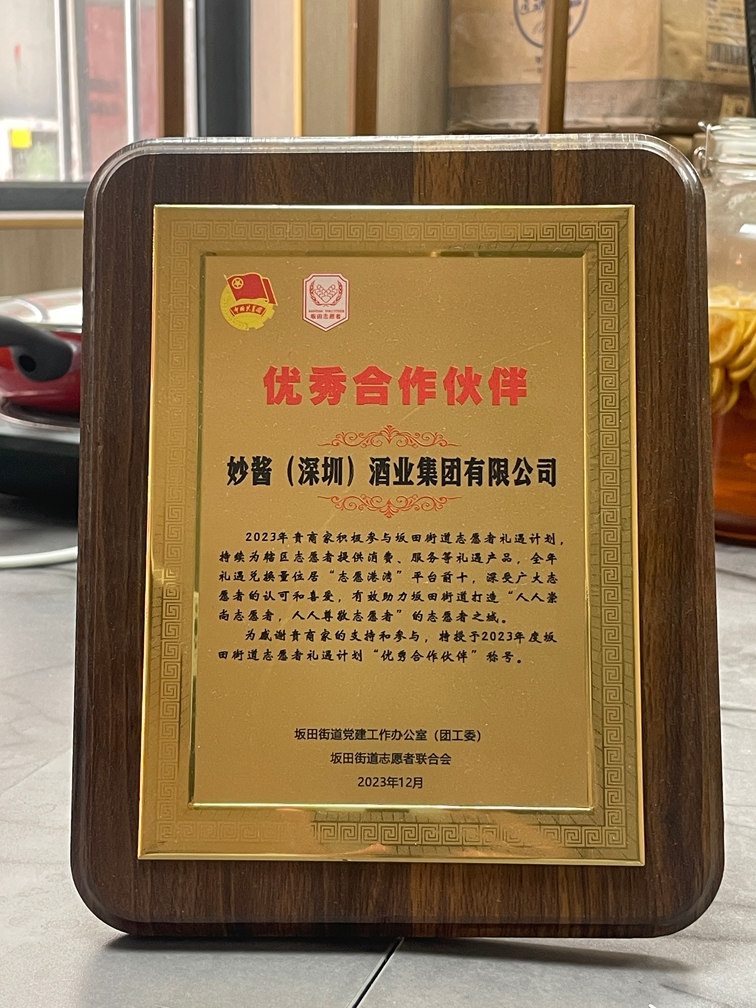 坂田志愿者
优秀合作伙伴
妙酱（深圳）酒业集团有限公司
2023年贵商家积极参与坂田街道志愿者礼遇计划，
持续为辖区志愿者提供消费、服务等礼遇产品，全年
礼遇兑换量位居“志愿港湾”平台前十，深受广大志
愿者的认可和喜爱，有效助力坂田街道打造“人人崇
尚志愿者，人人尊敬志愿者”的志愿者之城。
为感谢贵商家的支持和参与，特授于2023年度坂
田街道志愿者礼遇计划“优秀合作伙伴”称号。
坂田街道党建工作办公室（团工委）
坂田街道志愿者联合会
2023年12月